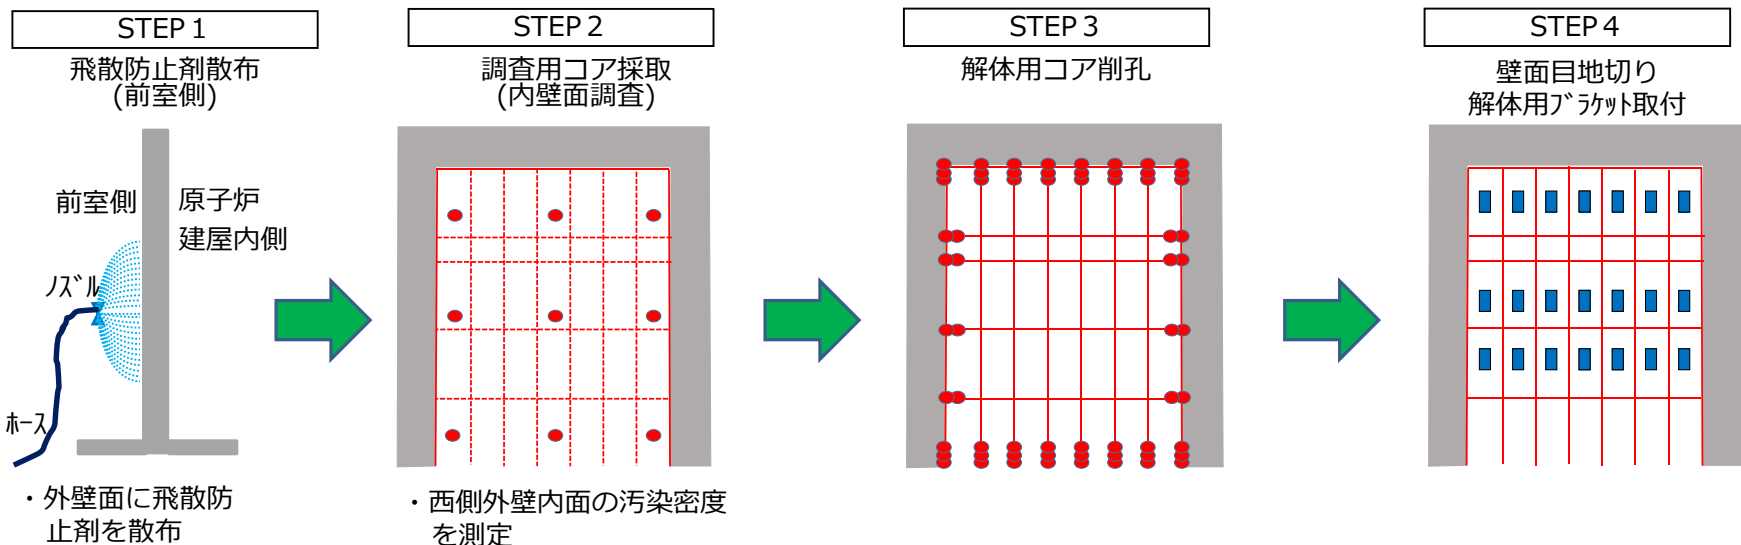 STEP 1
飛散防止剤散布
(前室側)
前室側
原子炉
建屋内側
ノズル
ホース
・外壁面に飛散防
止剤を散布
STEP 2
調査用コア採取
(内壁面調査)
・西側外壁内面の汚染密度
を測定
STEP 3
解体用コア削孔
STEP 4
壁面目地切り
解体用ブラケット取付